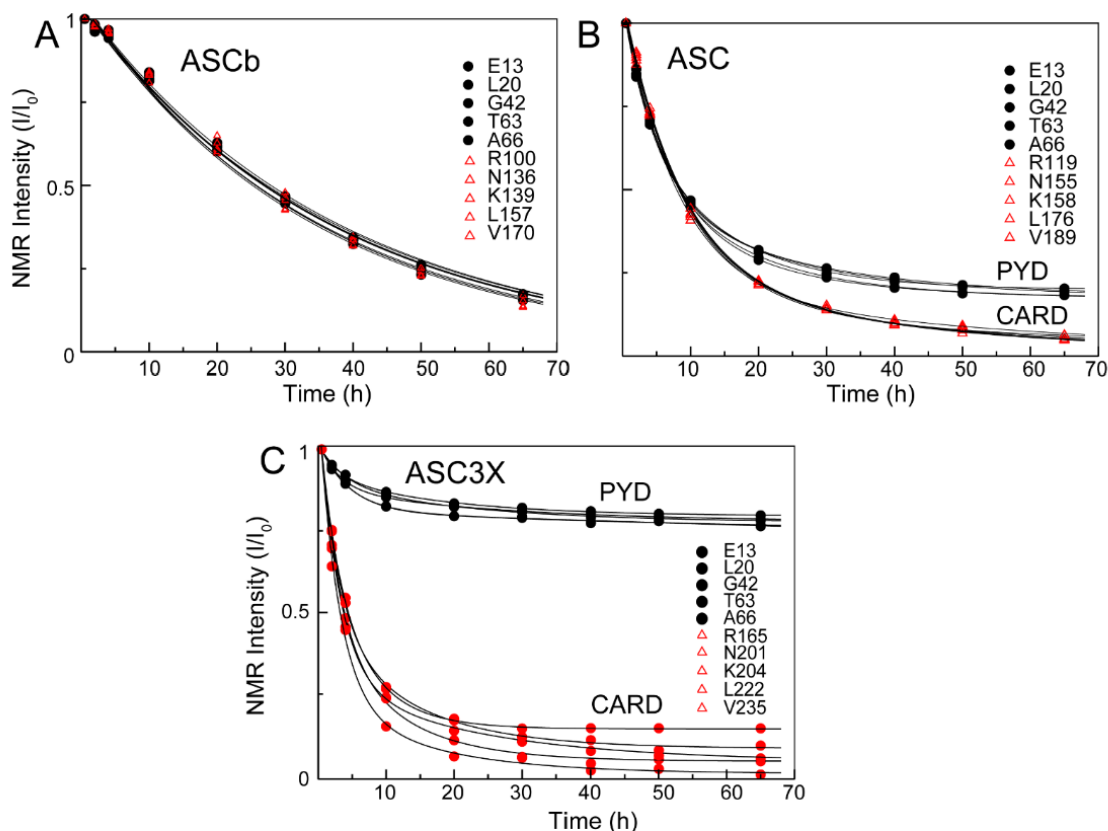 A
ASCb
NMR Intensity (I/I0)
1
0.5
0
E13
L20
G42
T63
A66
R100
N136
K139
L157
V170
10 20 30 40 50 60 70
Time (h)
B
ASC
E13
L20
G42
T63
A66
R119
N155
K158
L176
V189
PYD
CARD
10 20 30 40 50 60 70
Time (h)
C
ASC3X
NMR Intensity (I/I0)
1
0.5
0
PYD
E13
L20
G42
T63
A66
R165
N201
K204
L222
V235
CARD
10 20 30 40 50 60 70
Time (h)